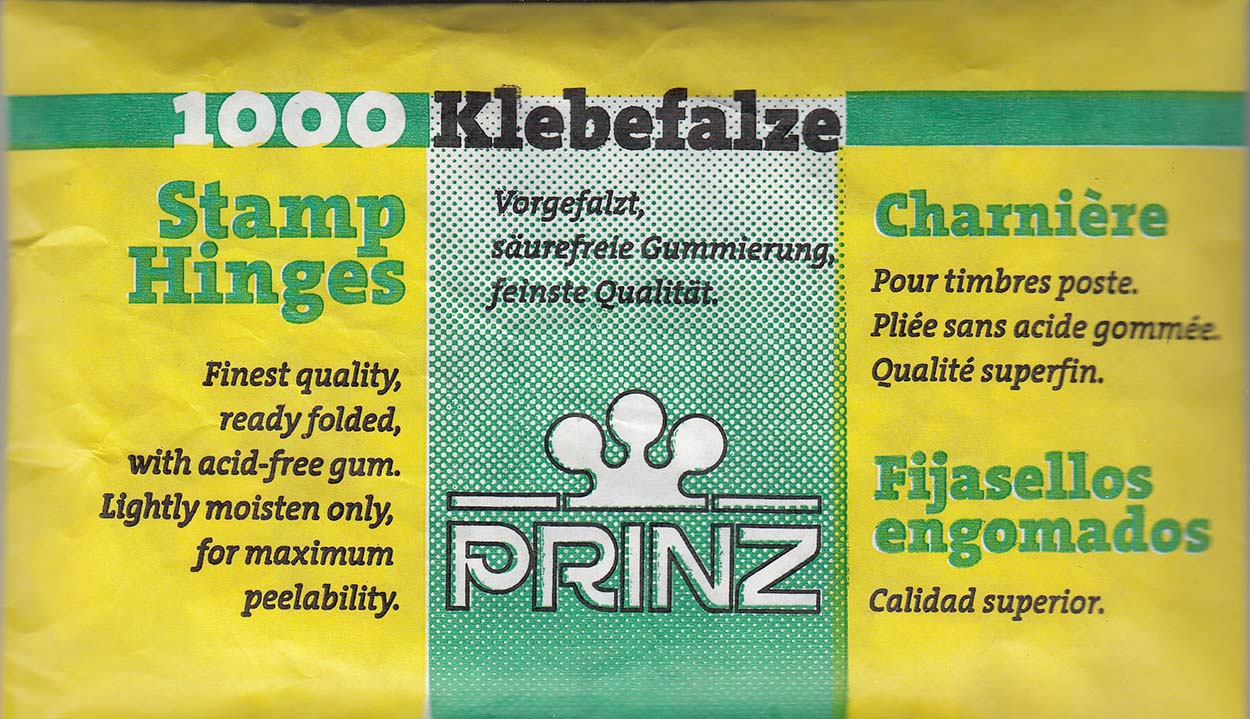 1000 Klebefalze
Stamp
Hinges
Finest quality,
ready folded,
with acid-free gum.
Lightly moisten only,
for maximum
peelability.
Vorgefalzt,
säurefreie Gummierung,
feinste Qualität.
PRINZ
Charnière
Pour timbres poste.
Pliée sans acide gommée.
Qualité superfin.
Fijasellos
engomados
Calidad superior.